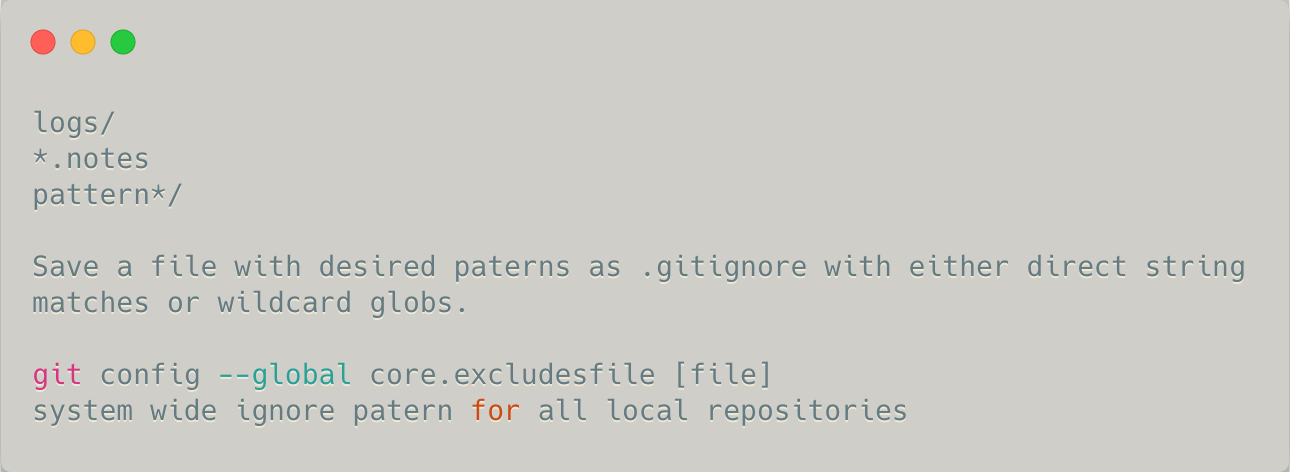 logs/
*.notes
pattern*/
Save a file with desired paterns as .gitignore with either direct string
matches or wildcard globs.
git config --global core.excludesfile [file]
system wide ignore patern for all local repositories